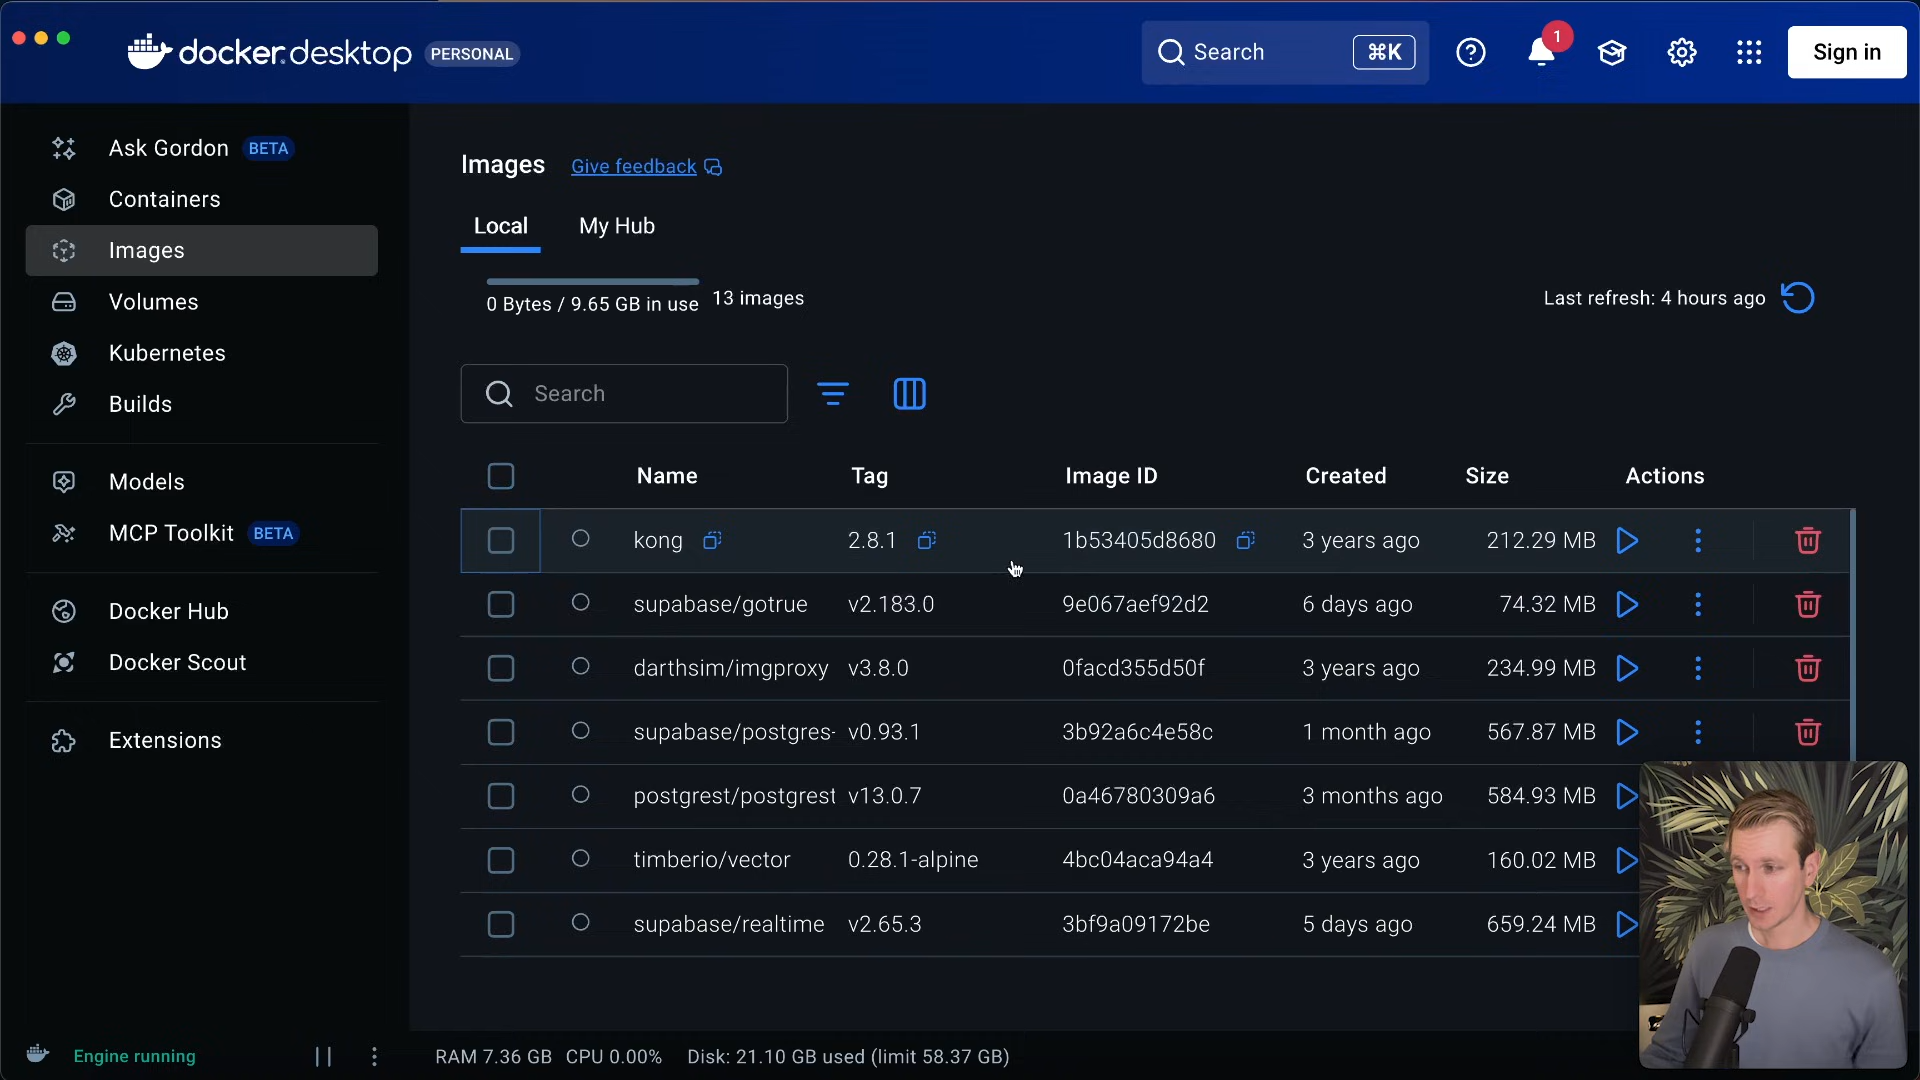 docker.desktop PERSONAL
Search ⌘K
1
Sign in
Ask Gordon BETA
Containers
Images
Volumes
Kubernetes
Builds
Models
MCP Toolkit BETA
Docker Hub
Docker Scout
Extensions
Images Give feedback
Local My Hub
0 Bytes / 9.65 GB in use 13 images
Last refresh: 4 hours ago
Search
Name Tag Image ID Created Size Actions
kong 2.8.1 1b53405d8680 3 years ago 212.29 MB
supabase/gotrue v2.183.0 9e067aef92d2 6 days ago 74.32 MB
darthsim/imgproxy v3.8.0 0facd355d50f 3 years ago 234.99 MB
supabase/postgres- v0.93.1 3b92a6c4e58c 1 month ago 567.87 MB
postgrest/postgrest v13.0.7 0a46780309a6 3 months ago 584.93 MB
timberio/vector 0.28.1-alpine 4bc04aca94a4 3 years ago 160.02 MB
supabase/realtime v2.65.3 3bf9a09172be 5 days ago 659.24 MB
Engine running
RAM 7.36 GB CPU 0.00% Disk: 21.10 GB used (limit 58.37 GB)